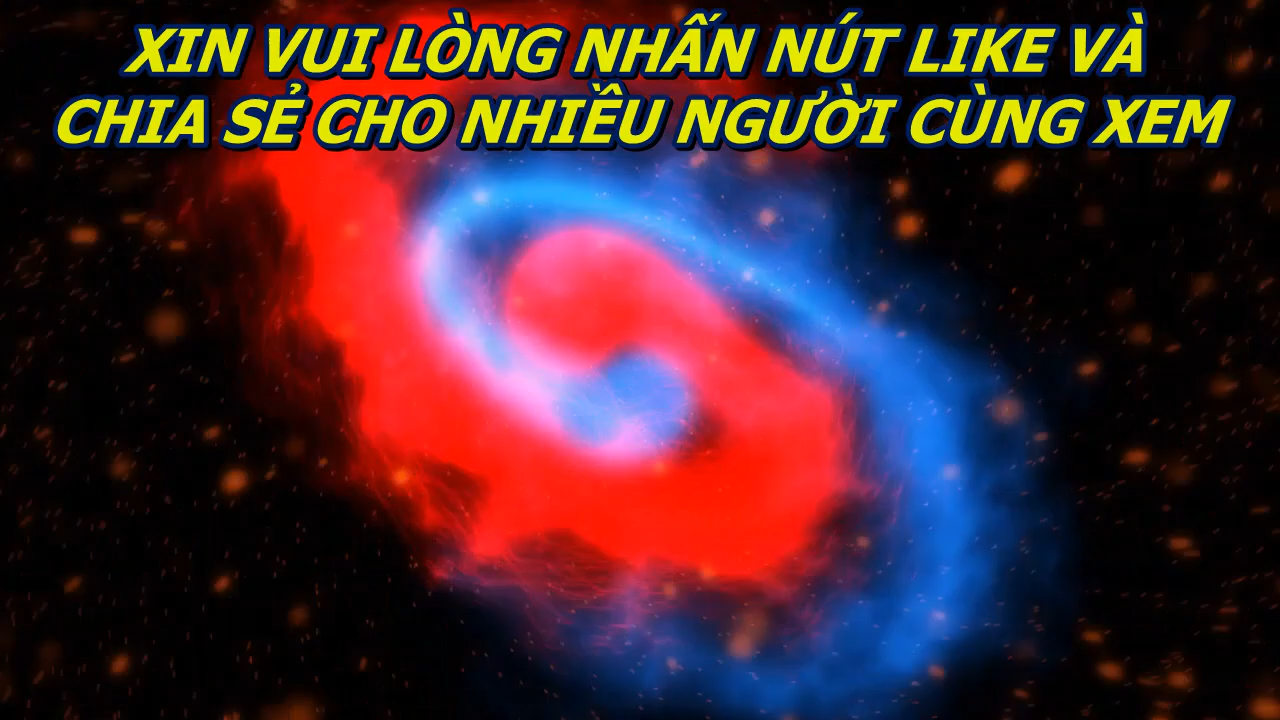 XIN VUI LÒNG NHẤN NÚT LIKE VÀ
CHIA SẺ CHO NHIỀU NGƯỜI CÙNG XEM